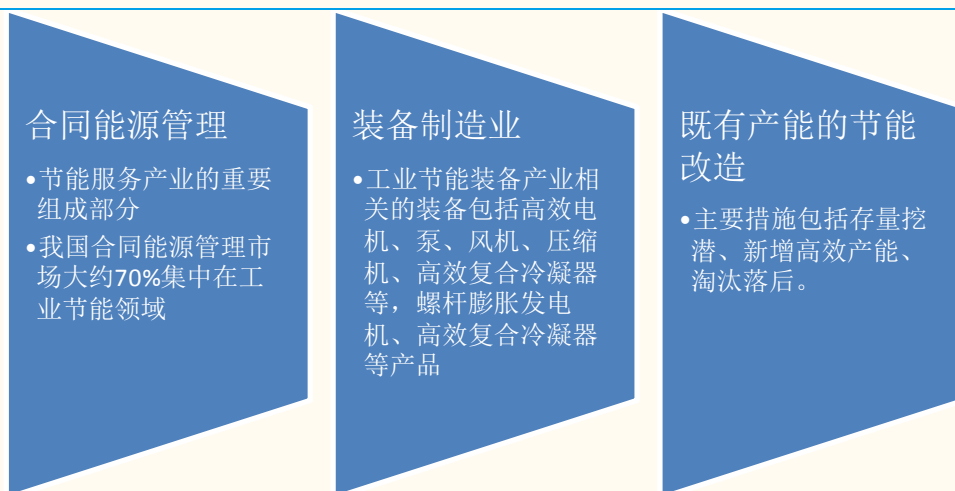 合同能源管理
•节能服务产业的重要
组成部分
•我国合同能源管理市
场大约70%集中在工
业节能领域
装备制造业
•工业节能装备产业相
关的装备包括高效电
机、泵、风机、压缩
机、高效复合冷凝器
等，螺杆膨胀发电
机、高效复合冷凝器
等产品
既有产能的节能
改造
•主要措施包括存量挖
潜、新增高效产能、
淘汰落后。